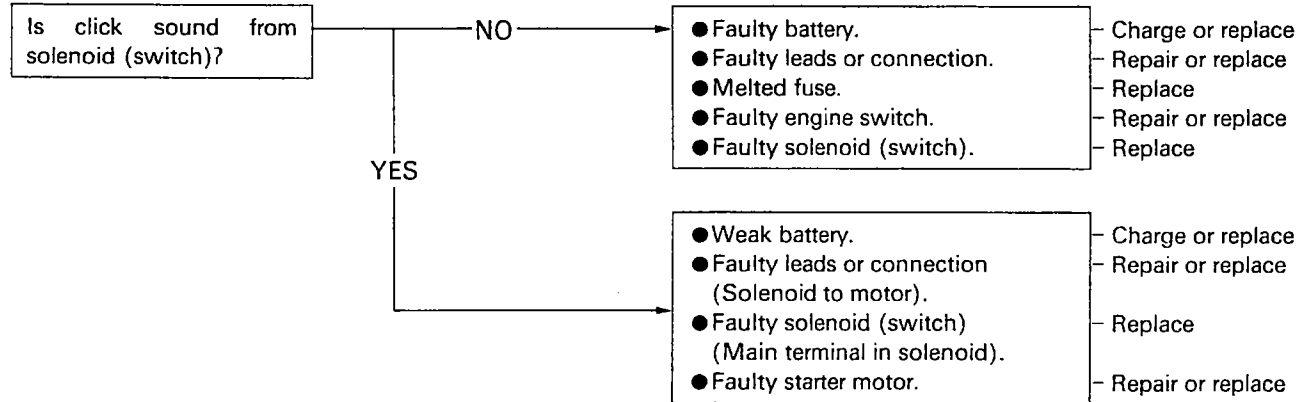 Is click sound from
solenoid (switch)?
NO
● Faulty battery. – Charge or replace
● Faulty leads or connection. – Repair or replace
● Melted fuse. – Replace
● Faulty engine switch. – Repair or replace
● Faulty solenoid (switch). – Replace
YES
● Weak battery. – Charge or replace
● Faulty leads or connection – Repair or replace
(Solenoid to motor).
● Faulty solenoid (switch) – Replace
(Main terminal in solenoid).
● Faulty starter motor. – Repair or replace